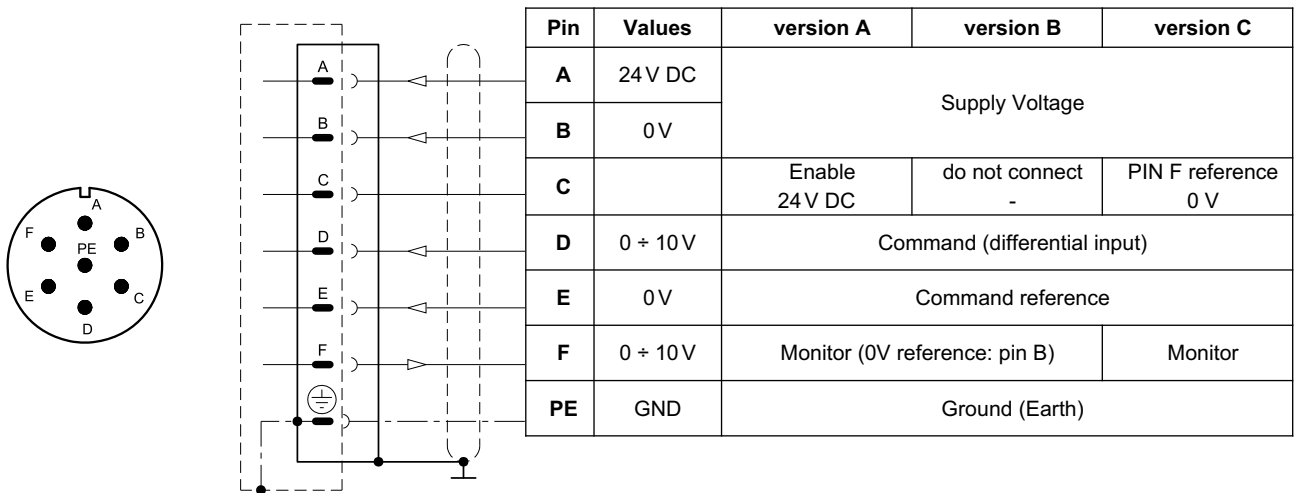 A
F
B
PE
E
C
D
A
B
C
D
E
F
Pin Values version A version B version C
A 24 V DC Supply Voltage
B 0 V
C Enable 24 V DC do not connect - PIN F reference 0 V
D 0 ÷ 10 V Command (differential input)
E 0 V Command reference
F 0 ÷ 10 V Monitor (0V reference: pin B) Monitor
PE GND Ground (Earth)